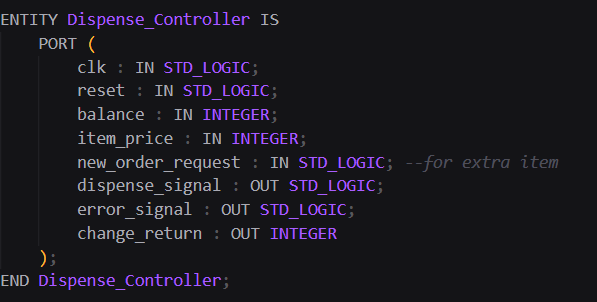 ENTITY Dispense_Controller IS
    PORT (
        clk : IN STD_LOGIC;
        reset : IN STD_LOGIC;
        balance : IN INTEGER;
        item_price : IN INTEGER;
        new_order_request : IN STD_LOGIC; --for extra item
        dispense_signal : OUT STD_LOGIC;
        error_signal : OUT STD_LOGIC;
        change_return : OUT INTEGER
    );
END Dispense_Controller;